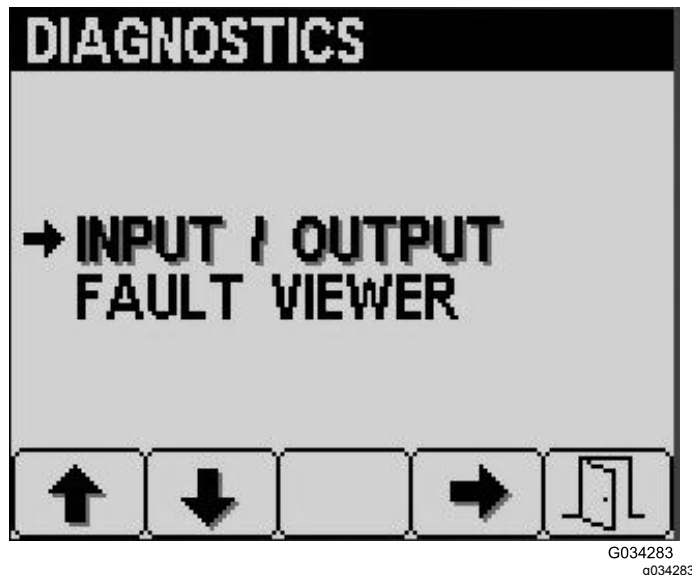 DIAGNOSTICS
INPUT / OUTPUT
FAULT VIEWER
G034283
g034283